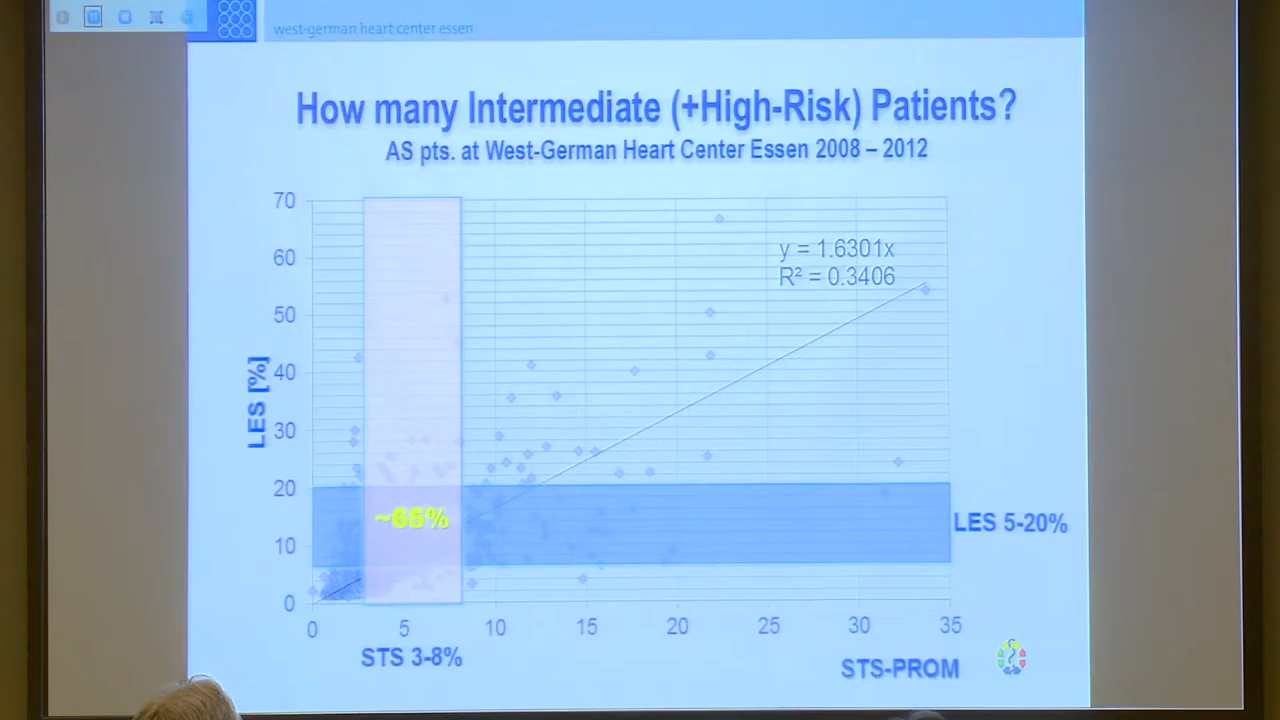 west-german heart center essen
How many Intermediate (+High-Risk) Patients?
AS pts. at West-German Heart Center Essen 2008 – 2012
70
60
50
40
30
20
10
0
LES [%]
y = 1.6301x
R² = 0.3406
~65%
LES 5-20%
0 5 10 15 20 25 30 35
STS 3-8%
STS-PROM